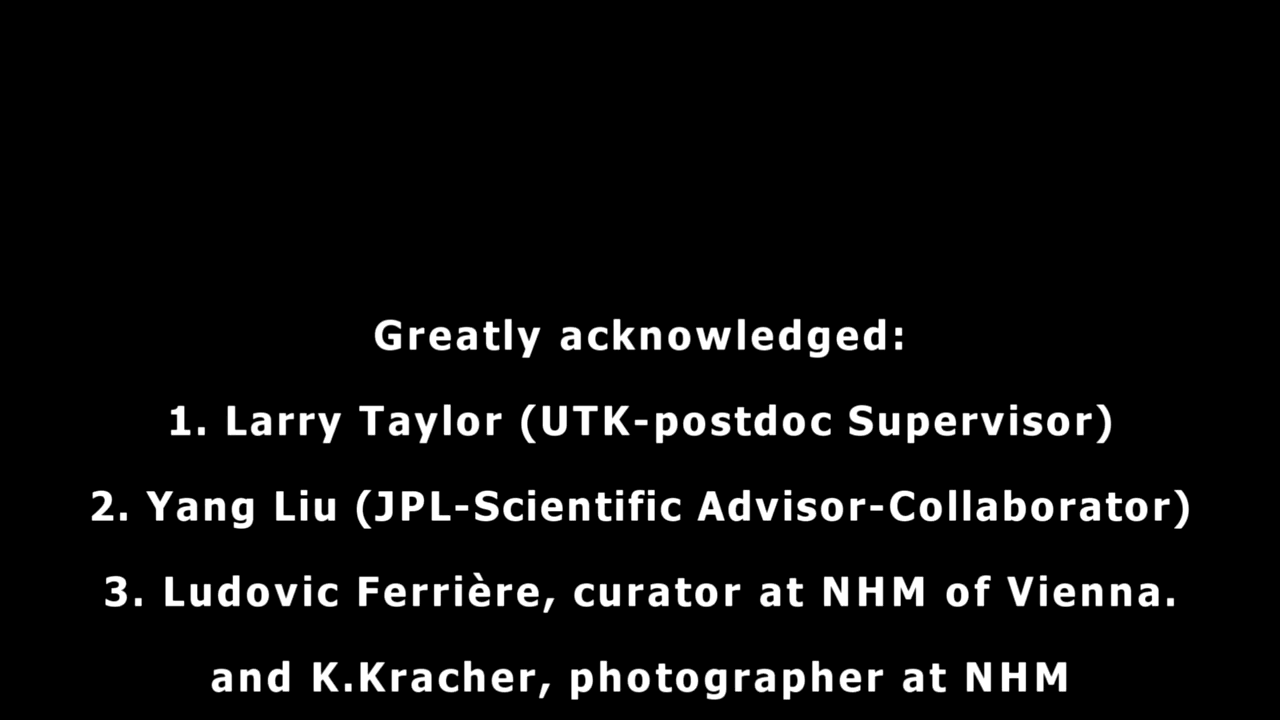 Greatly acknowledged:
1. Larry Taylor (UTK-postdoc Supervisor)
2. Yang Liu (JPL-Scientific Advisor-Collaborator)
3. Ludovic Ferrière, curator at NHM of Vienna.
and K.Kracher, photographer at NHM